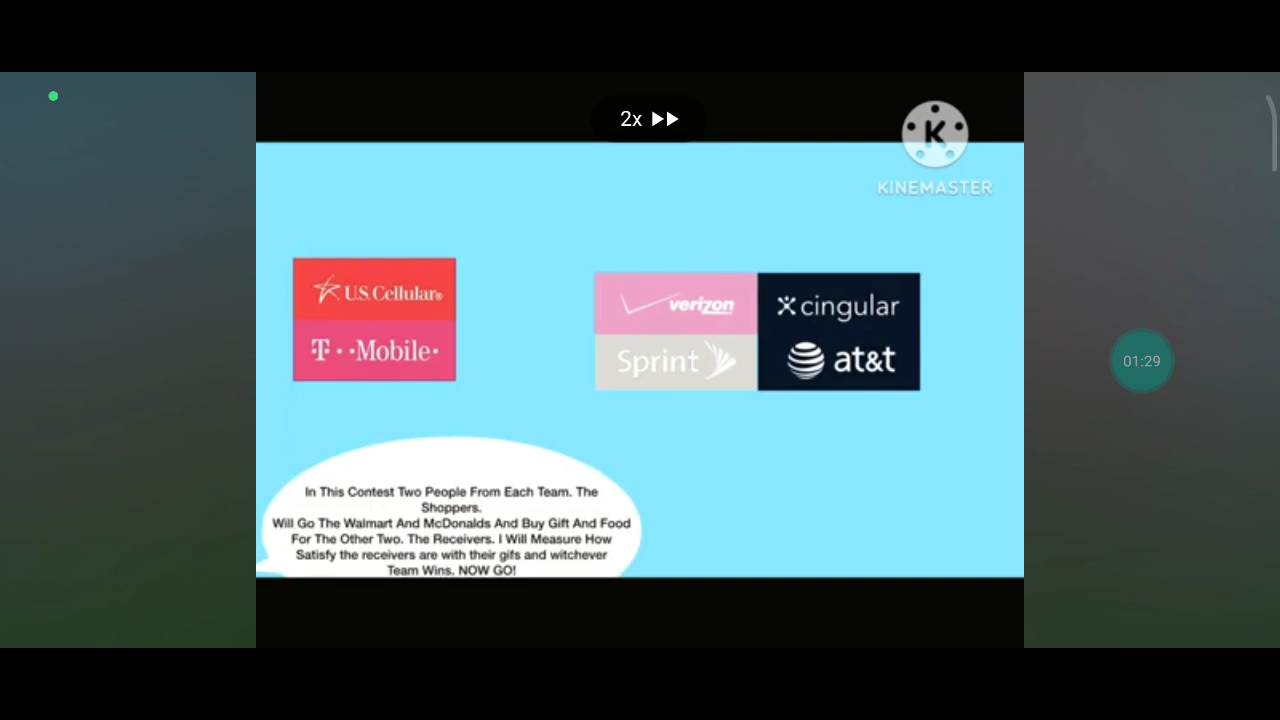 2x
K
KINEMASTER
U.S. Cellular®
T··Mobile·
verizon
Sprint
cingular
at&t
01:29
In This Contest Two People From Each Team. The
Shoppers.
Will Go The Walmart And McDonalds And Buy Gift And Food
For The Other Two. The Receivers. I Will Measure How
Satisfy the receivers are with their gifs and witchever
Team Wins. NOW GO!